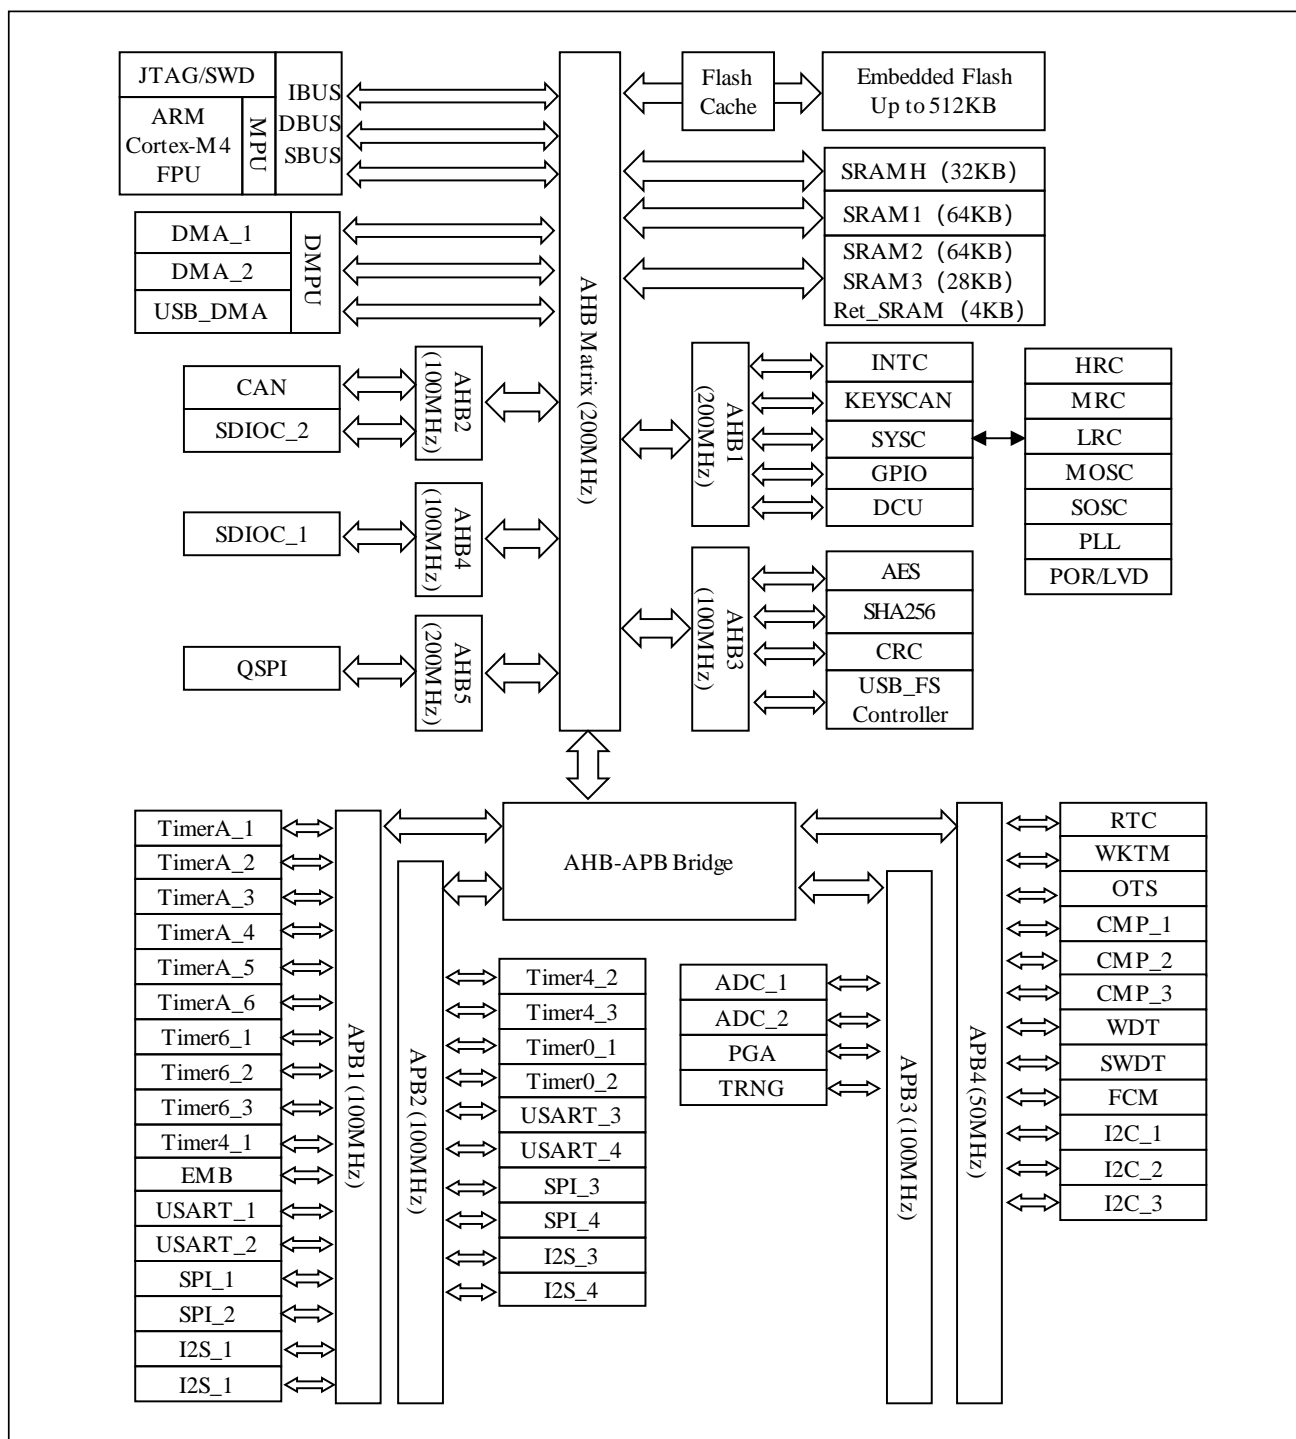 JTAG/SWD
ARM
Cortex-M4
FPU
MPU
IBUS
DBUS
SBUS
DMA_1
DMA_2
USB_DMA
DMPU
CAN
SDIOC_2
AHB2
(100MHz)
SDIOC_1
AHB4
(100MHz)
QSPI
AHB5
(200MHz)
AHB Matrix (200MHz)
Flash
Cache
Embedded Flash
Up to 512KB
SRAMH (32KB)
SRAM1 (64KB)
SRAM2 (64KB)
SRAM3 (28KB)
Ret_SRAM (4KB)
AHB1
(200MHz)
INTC
KEYSCAN
SYSC
GPIO
DCU
HRC
MRC
LRC
MOSC
SOSC
PLL
POR/LVD
AHB3
(100MHz)
AES
SHA256
CRC
USB_FS
Controller
AHB-APB Bridge
TimerA_1
TimerA_2
TimerA_3
TimerA_4
TimerA_5
TimerA_6
Timer6_1
Timer6_2
Timer6_3
Timer4_1
EMB
USART_1
USART_2
SPI_1
SPI_2
I2S_1
I2S_1
APB1 (100MHz)
APB2 (100MHz)
Timer4_2
Timer4_3
Timer0_1
Timer0_2
USART_3
USART_4
SPI_3
SPI_4
I2S_3
I2S_4
ADC_1
ADC_2
PGA
TRNG
APB3 (100MHz)
APB4 (50MHz)
RTC
WKTM
OTS
CMP_1
CMP_2
CMP_3
WDT
SWDT
FCM
I2C_1
I2C_2
I2C_3